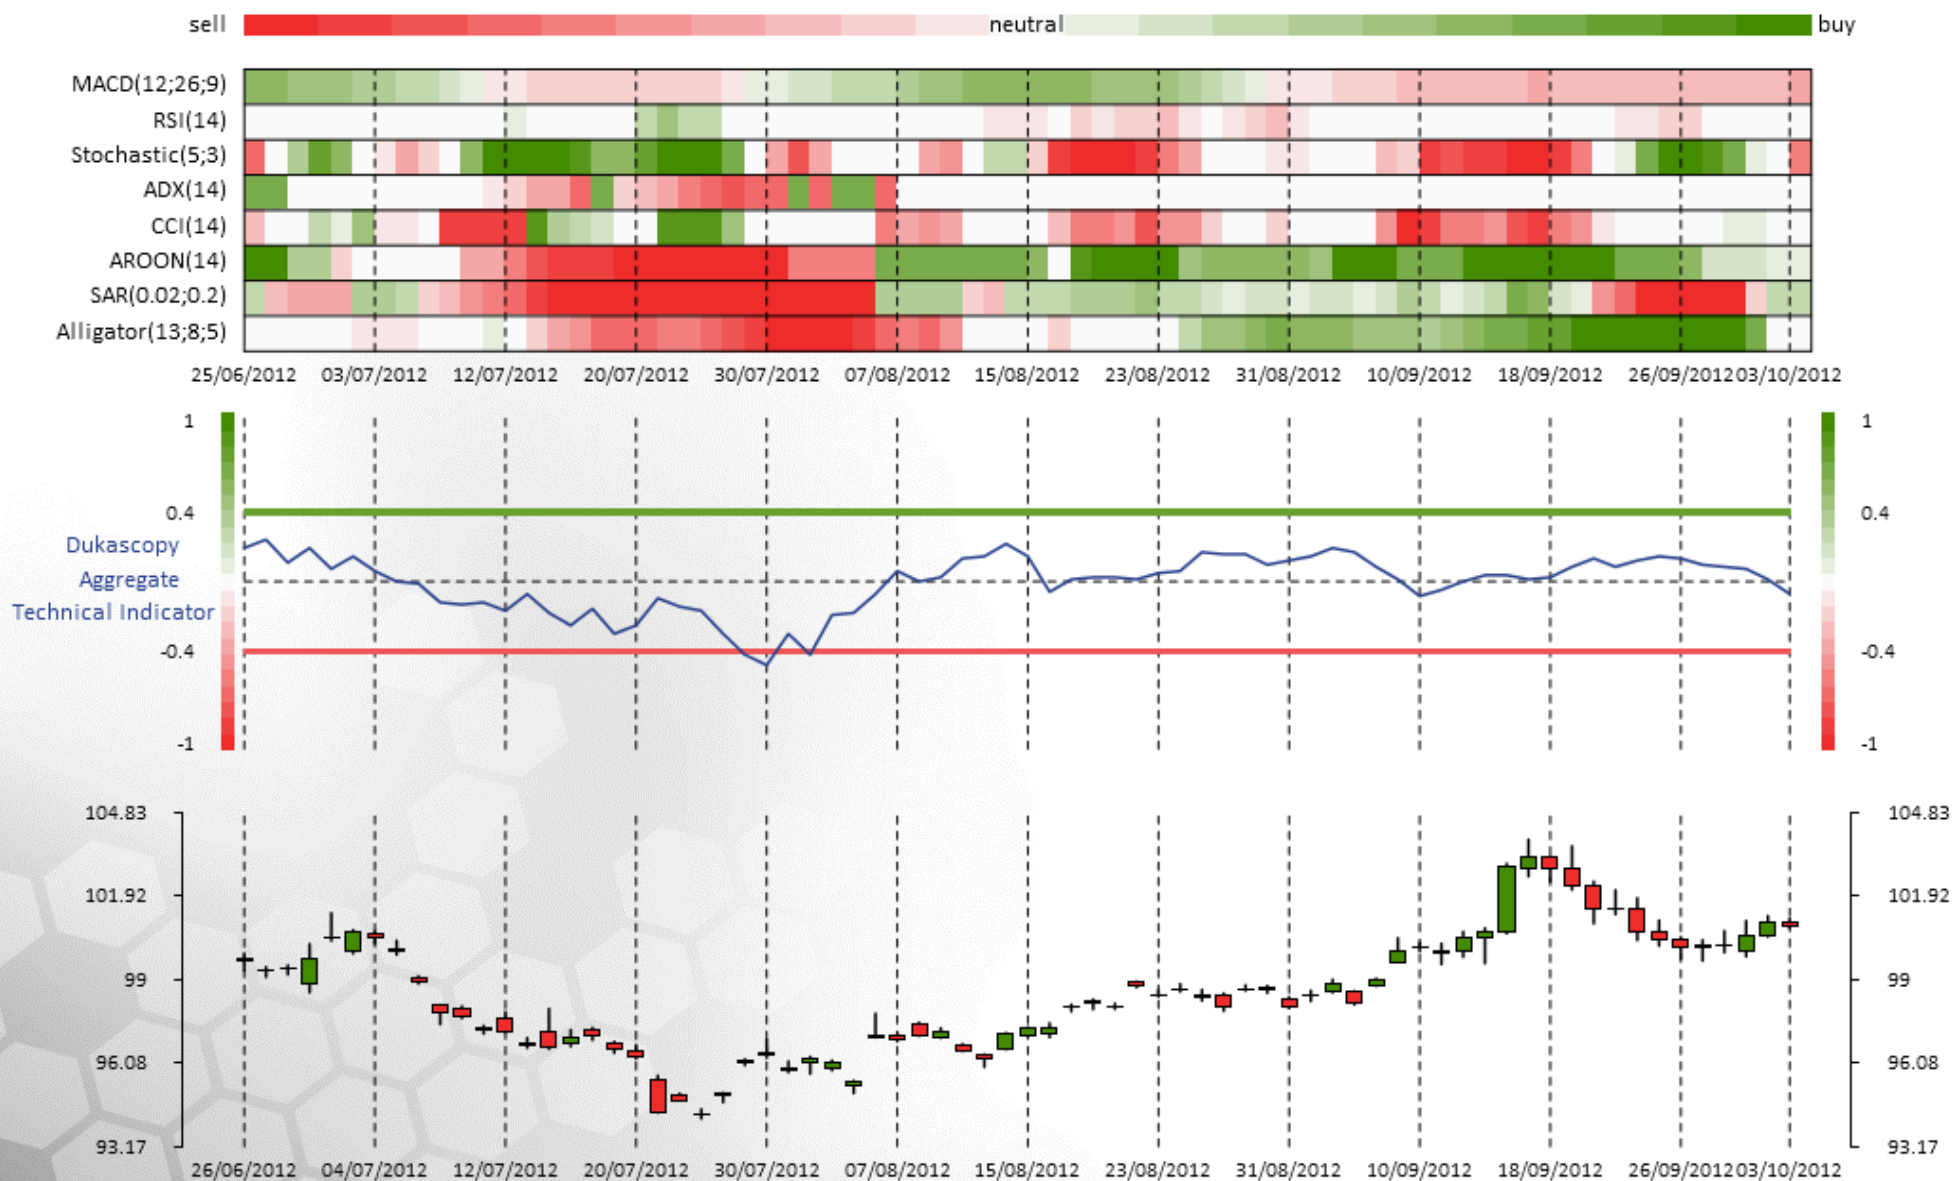 sell neutral buy
MACD(12;26;9)
RSI(14)
Stochastic(5;3)
ADX(14)
CCI(14)
AROON(14)
SAR(0.02;0.2)
Alligator(13;8;5)
25/06/2012 03/07/2012 12/07/2012 20/07/2012 30/07/2012 07/08/2012 15/08/2012 23/08/2012 31/08/2012 10/09/2012 18/09/2012 26/09/2012 03/10/2012
1 1
0.4 0.4
Dukascopy
Aggregate
Technical Indicator
-0.4 -0.4
-1 -1
104.83 104.83
101.92 101.92
99 99
96.08 96.08
93.17 93.17
26/06/2012 04/07/2012 12/07/2012 20/07/2012 30/07/2012 07/08/2012 15/08/2012 23/08/2012 31/08/2012 10/09/2012 18/09/2012 26/09/2012 03/10/2012